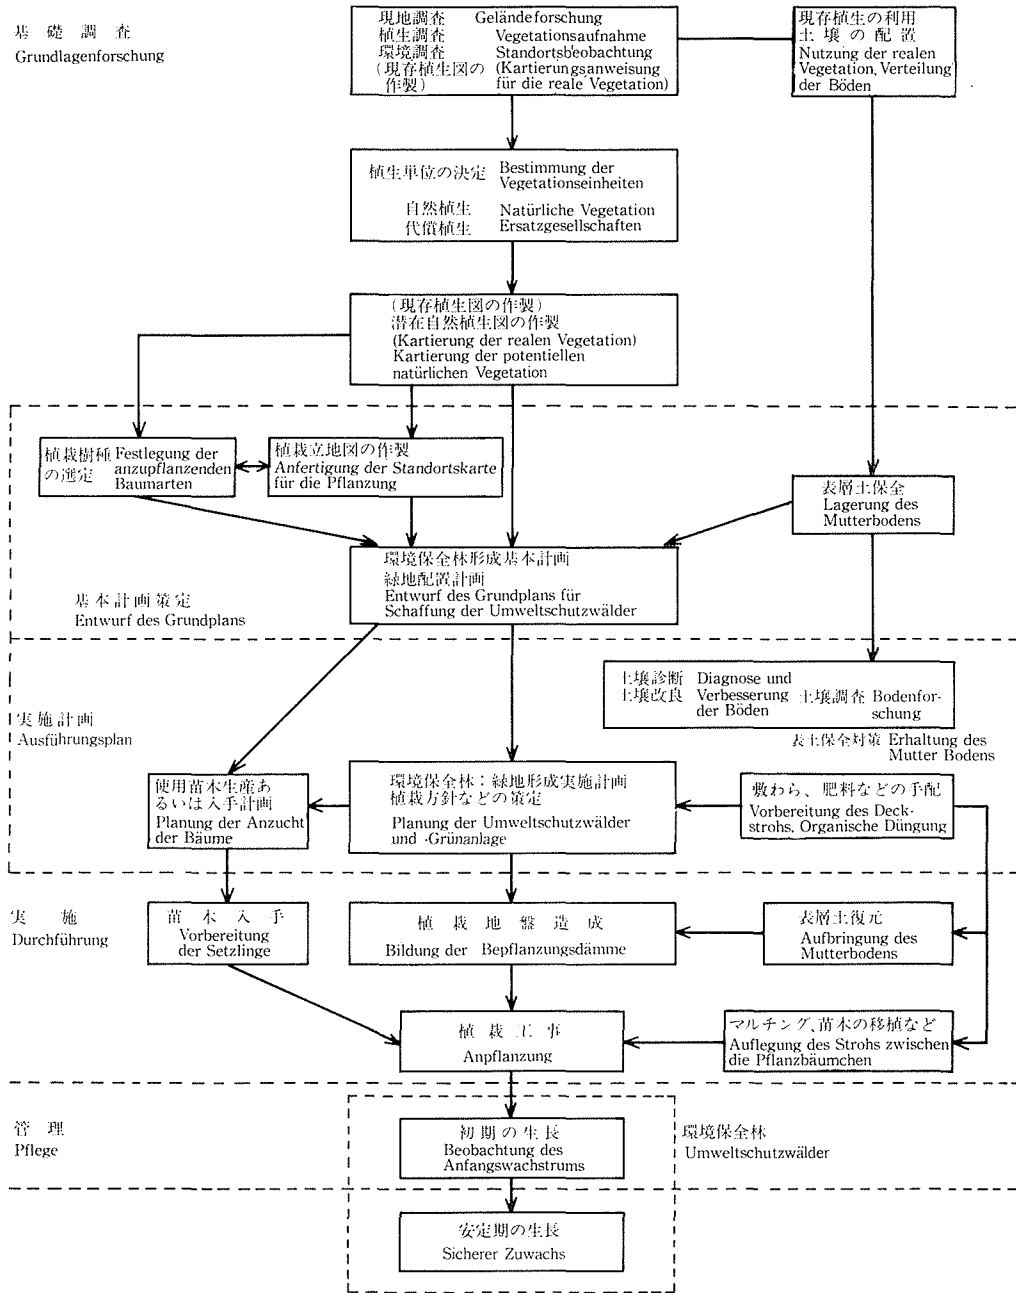 基礎調査
Grundlagenforschung
現地調査 Geländeforschung
植生調査 Vegetationsaufnahme
環境調査 Standortsbeobachtung
(現存植生図の (Kartierungsanweisung
作製) für die reale Vegetation)
現存植生の利用
土壌の配置
Nutzung der realen
Vegetation, Verteilung
der Böden
植生単位の決定 Bestimmung der
Vegetationseinheiten
自然植生 Natürliche Vegetation
代償植生 Ersatzgesellschaften
(現存植生図の作製)
潜在自然植生図の作製
(Kartierung der realen Vegetation)
Kartierung der potentiellen
natürlichen Vegetation
植栽樹種 Festlegung der
の選定 anzupflanzenden
Baumarten
植栽立地図の作製
Anfertigung der Standortskarte
für die Pflanzung
表層土保全
Lagerung des
Mutterbodens
環境保全林形成基本計画
緑地配置計画
Entwurf des Grundplans für
Schaffung der Umweltschutzwälder
基本計画策定
Entwurf des Grundplans
土壌診断 Diagnose und
土壌改良 Verbesserung
der Böden
土壌調査 Bodenfor-
schung
表土保全対策 Erhaltung des
Mutter Bodens
実施計画
Ausführungsplan
使用苗木生産あ
るいは入手計画
Planung der Anzucht
der Bäume
環境保全林：緑地形成実施計画
植栽方針などの策定
Planung der Umweltschutzwälder
und -Grünanlage
敷わら、肥料などの手配
Vorbereitung des Deck-
strohs, Organische Düngung
実施
Durchführung
苗木入手
Vorbereitung
der Setzlinge
植栽地盤造成
Bildung der Bepflanzungsdämme
表層土復元
Aufbringung des
Mutterbodens
植栽工事
Anpflanzung
マルチング、苗木の移植など
Auflegung des Strohs zwischen
die Pflanzbäumchen
管理
Pflege
初期の生長
Beobachtung des
Anfangswachstrums
環境保全林
Umweltschutzwälder
安定期の生長
Sicherer Zuwachs